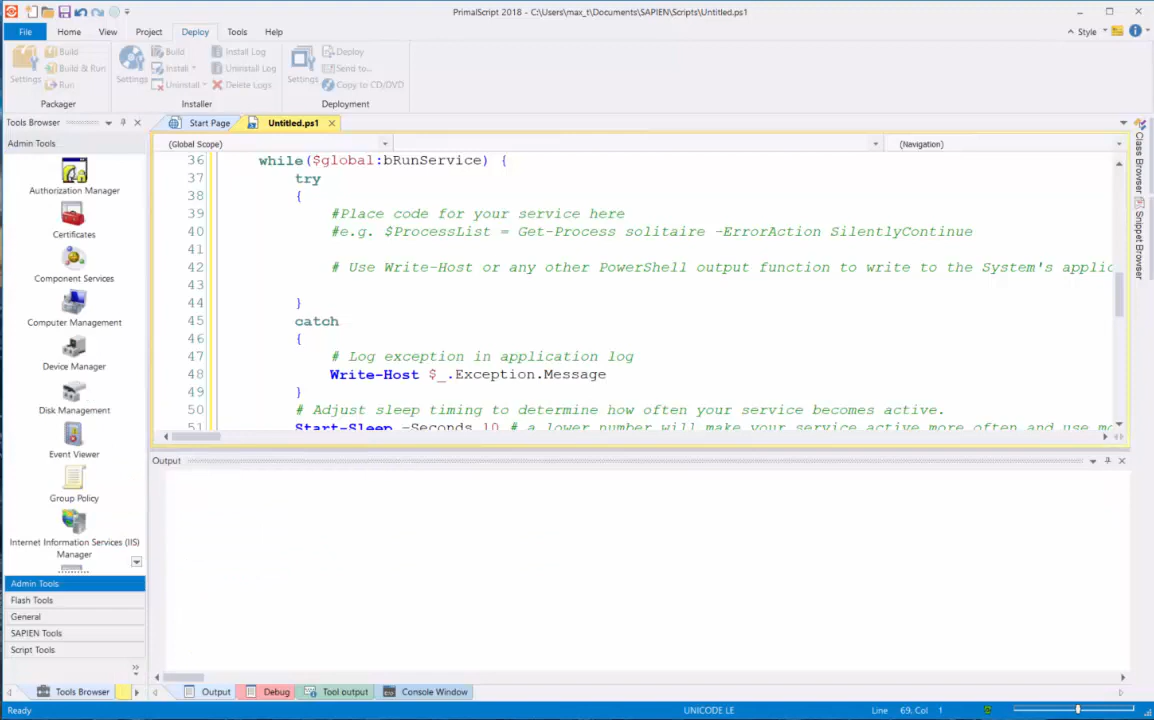 PrimalScript 2018 - C:\Users\max_t\Documents\SAPIEN\Scripts\Untitled.ps1
File Home View Project Deploy Tools Help
Style
Settings
Build
Build & Run
Run
Packager
Settings
Build
Install
Uninstall
Install Log
Uninstall Log
Delete Logs
Installer
Settings
Deploy
Send to...
Copy to CD/DVD
Deployment
Tools Browser
Admin Tools
Authorization Manager
Certificates
Component Services
Computer Management
Device Manager
Disk Management
Event Viewer
Group Policy
Internet Information Services (IIS)
Manager
Admin Tools
Flash Tools
General
SAPIEN Tools
Script Tools
Tools Browser
Start Page Untitled.ps1
(Global Scope) (Navigation)
36 while($global:bRunService) {
37 try
38 {
39 #Place code for your service here
40 #e.g. $ProcessList = Get-Process solitaire -ErrorAction SilentlyContinue
41
42 # Use Write-Host or any other PowerShell output function to write to the System's applic
43
44 }
45 catch
46 {
47 # Log exception in application log
48 Write-Host $_.Exception.Message
49 }
50 # Adjust sleep timing to determine how often your service becomes active.
51 Start-Sleep -Seconds 10 # a lower number will make your service active more often and use mo
Output
Output Debug Tool output Console Window
Class Browser
Snippet Browser
Ready UNICODE LE Line 69, Col 1